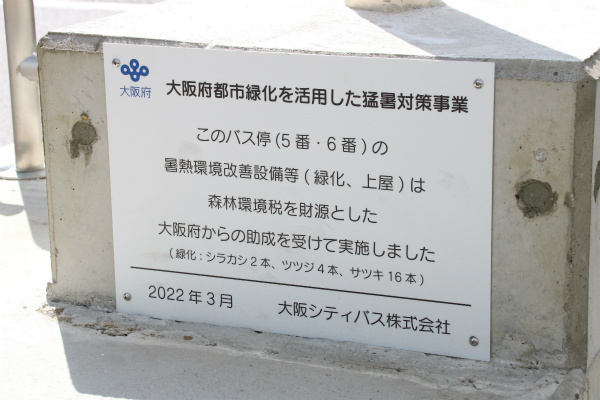 大阪府
大阪府都市緑化を活用した猛暑対策事業
このバス停(5番・6番)の
暑熱環境改善設備等(緑化、上屋)は
森林環境税を財源とした
大阪府からの助成を受けて実施しました
(緑化:シラカシ2本、ツツジ4本、サツキ16本)
2022年3月 大阪シティバス株式会社